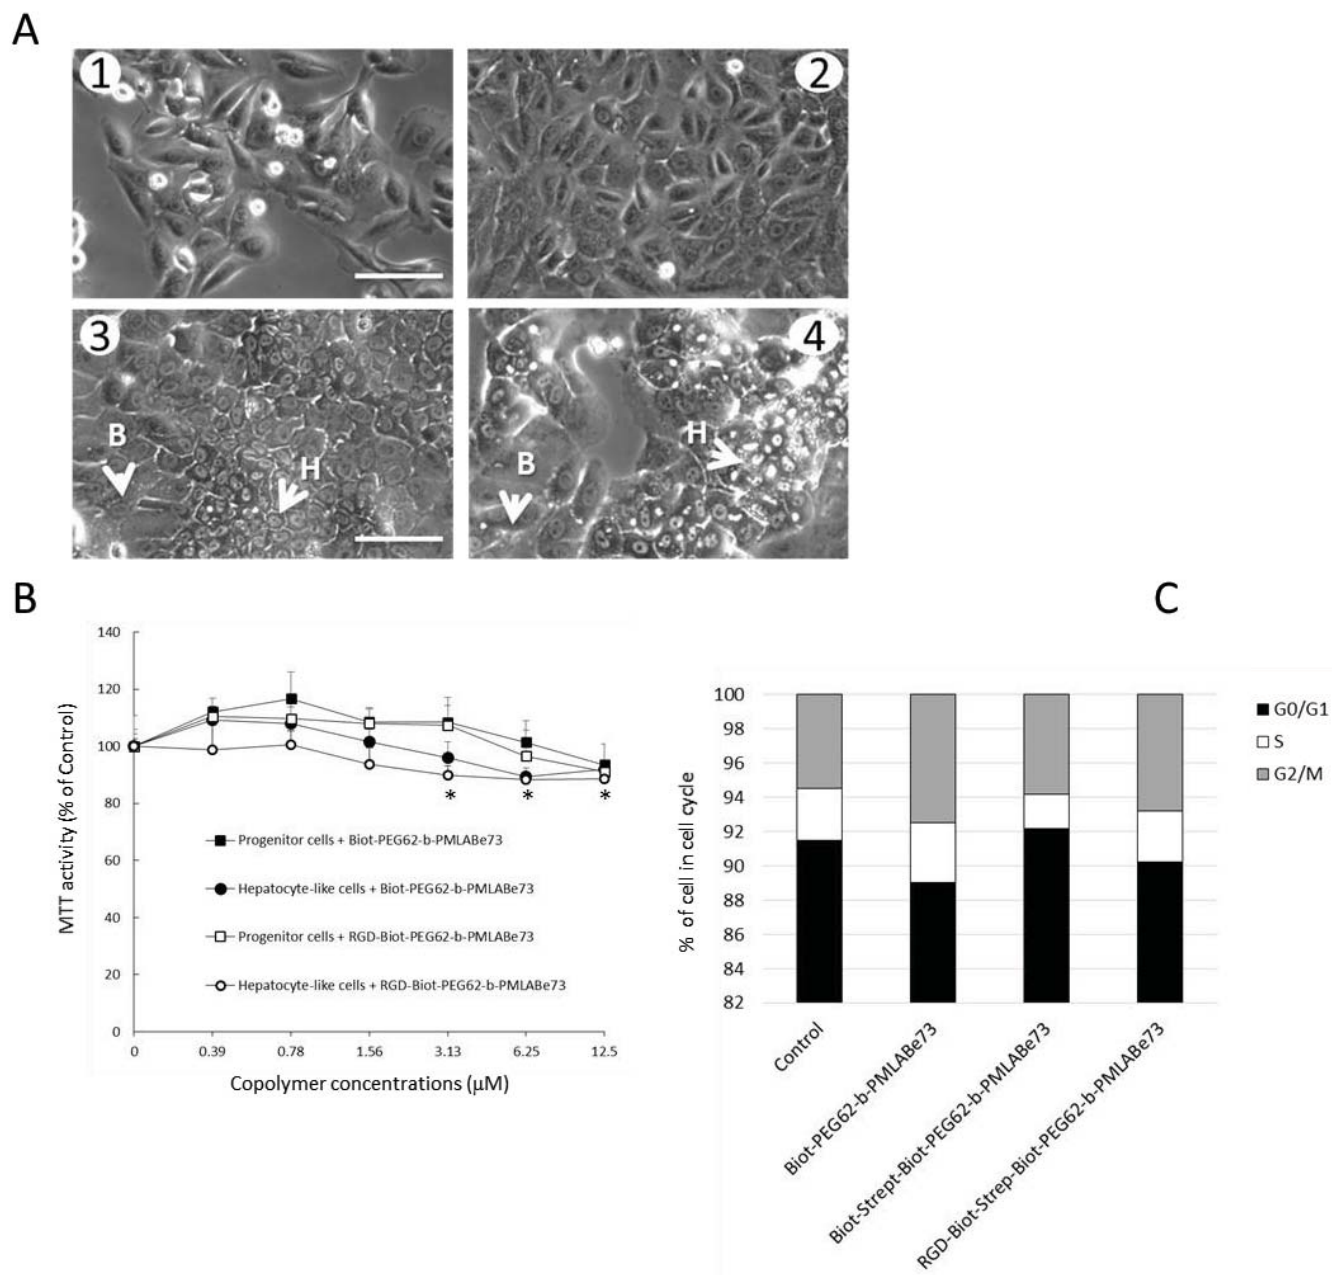 A
1
2
3
4
B
H
B
H
B
C
140
120
100
80
60
40
20
0
MTT activity (% of Control)
Progenitor cells + Biot-PEG62-b-PMLABe73
Hepatocyte-like cells + Biot-PEG62-b-PMLABe73
Progenitor cells + RGD-Biot-PEG62-b-PMLABe73
Hepatocyte-like cells + RGD-Biot-PEG62-b-PMLABe73
* * *
0 0.39 0.78 1.56 3.13 6.25 12.5
Copolymer concentrations (µM)
100
98
96
94
92
90
88
86
84
82
% of cell in cell cycle
G0/G1
S
G2/M
Control
Biot-PEG62-b-PMLABe73
Biot-Strept-Biot-PEG62-b-PMLABe73
RGD-Biot-Strep-Biot-PEG62-b-PMLABe73